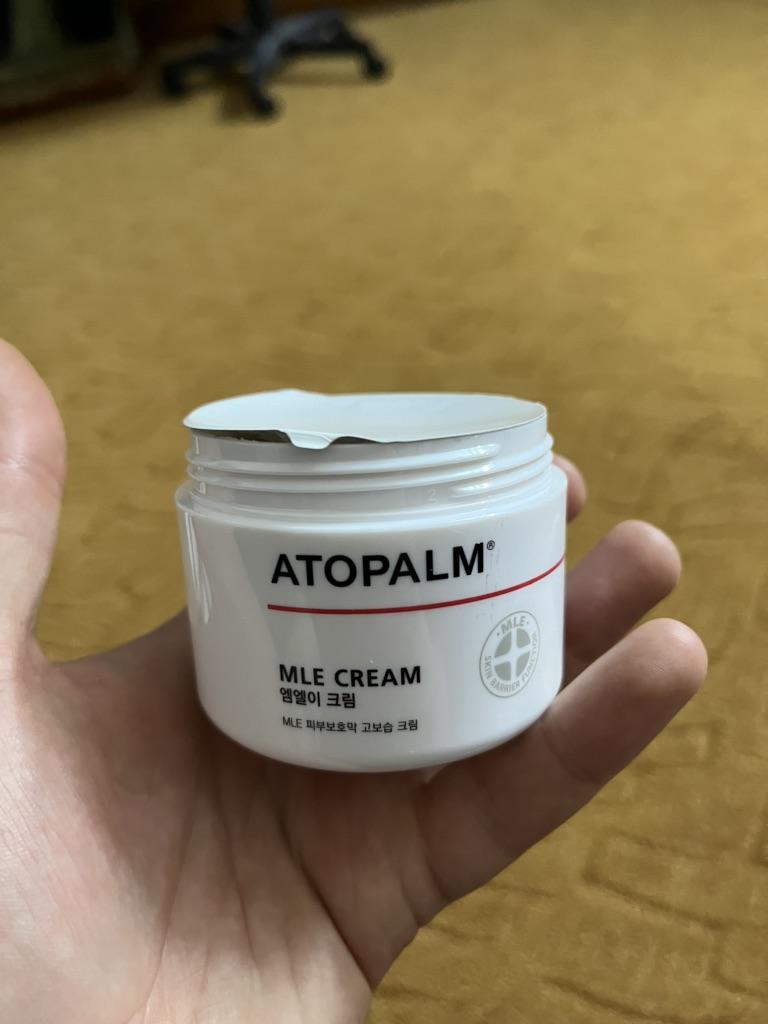 ATOPALM®
MLE CREAM
엠엘이 크림
MLE 피부보호막 고보습 크림
·MLE·
SKIN BARRIER FUNCTION
2